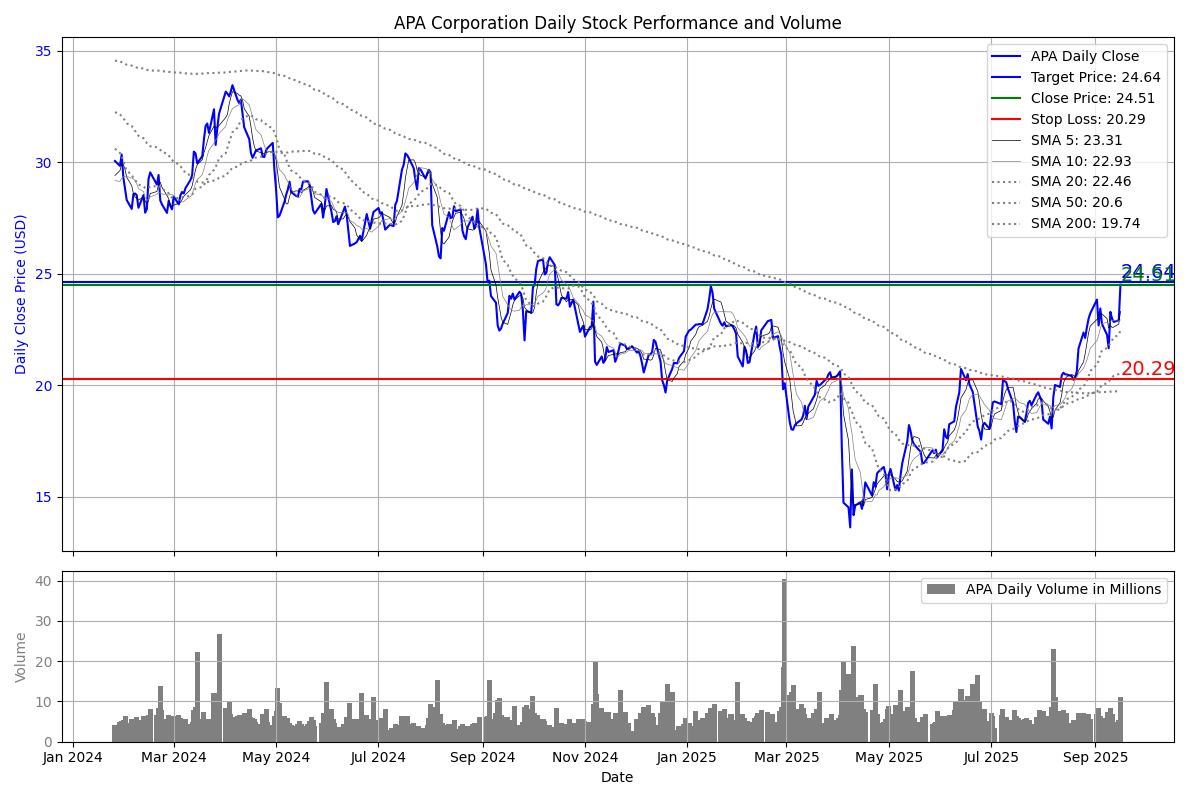 APA Corporation Daily Stock Performance and Volume
35
30
25
20
15
Daily Close Price (USD)
APA Daily Close
Target Price: 24.64
Close Price: 24.51
Stop Loss: 20.29
SMA 5: 23.31
SMA 10: 22.93
SMA 20: 22.46
SMA 50: 20.6
SMA 200: 19.74
24.64
24.51
20.29
40
30
20
10
0
Volume
APA Daily Volume in Millions
Jan 2024
Mar 2024
May 2024
Jul 2024
Sep 2024
Nov 2024
Jan 2025
Mar 2025
May 2025
Jul 2025
Sep 2025
Date